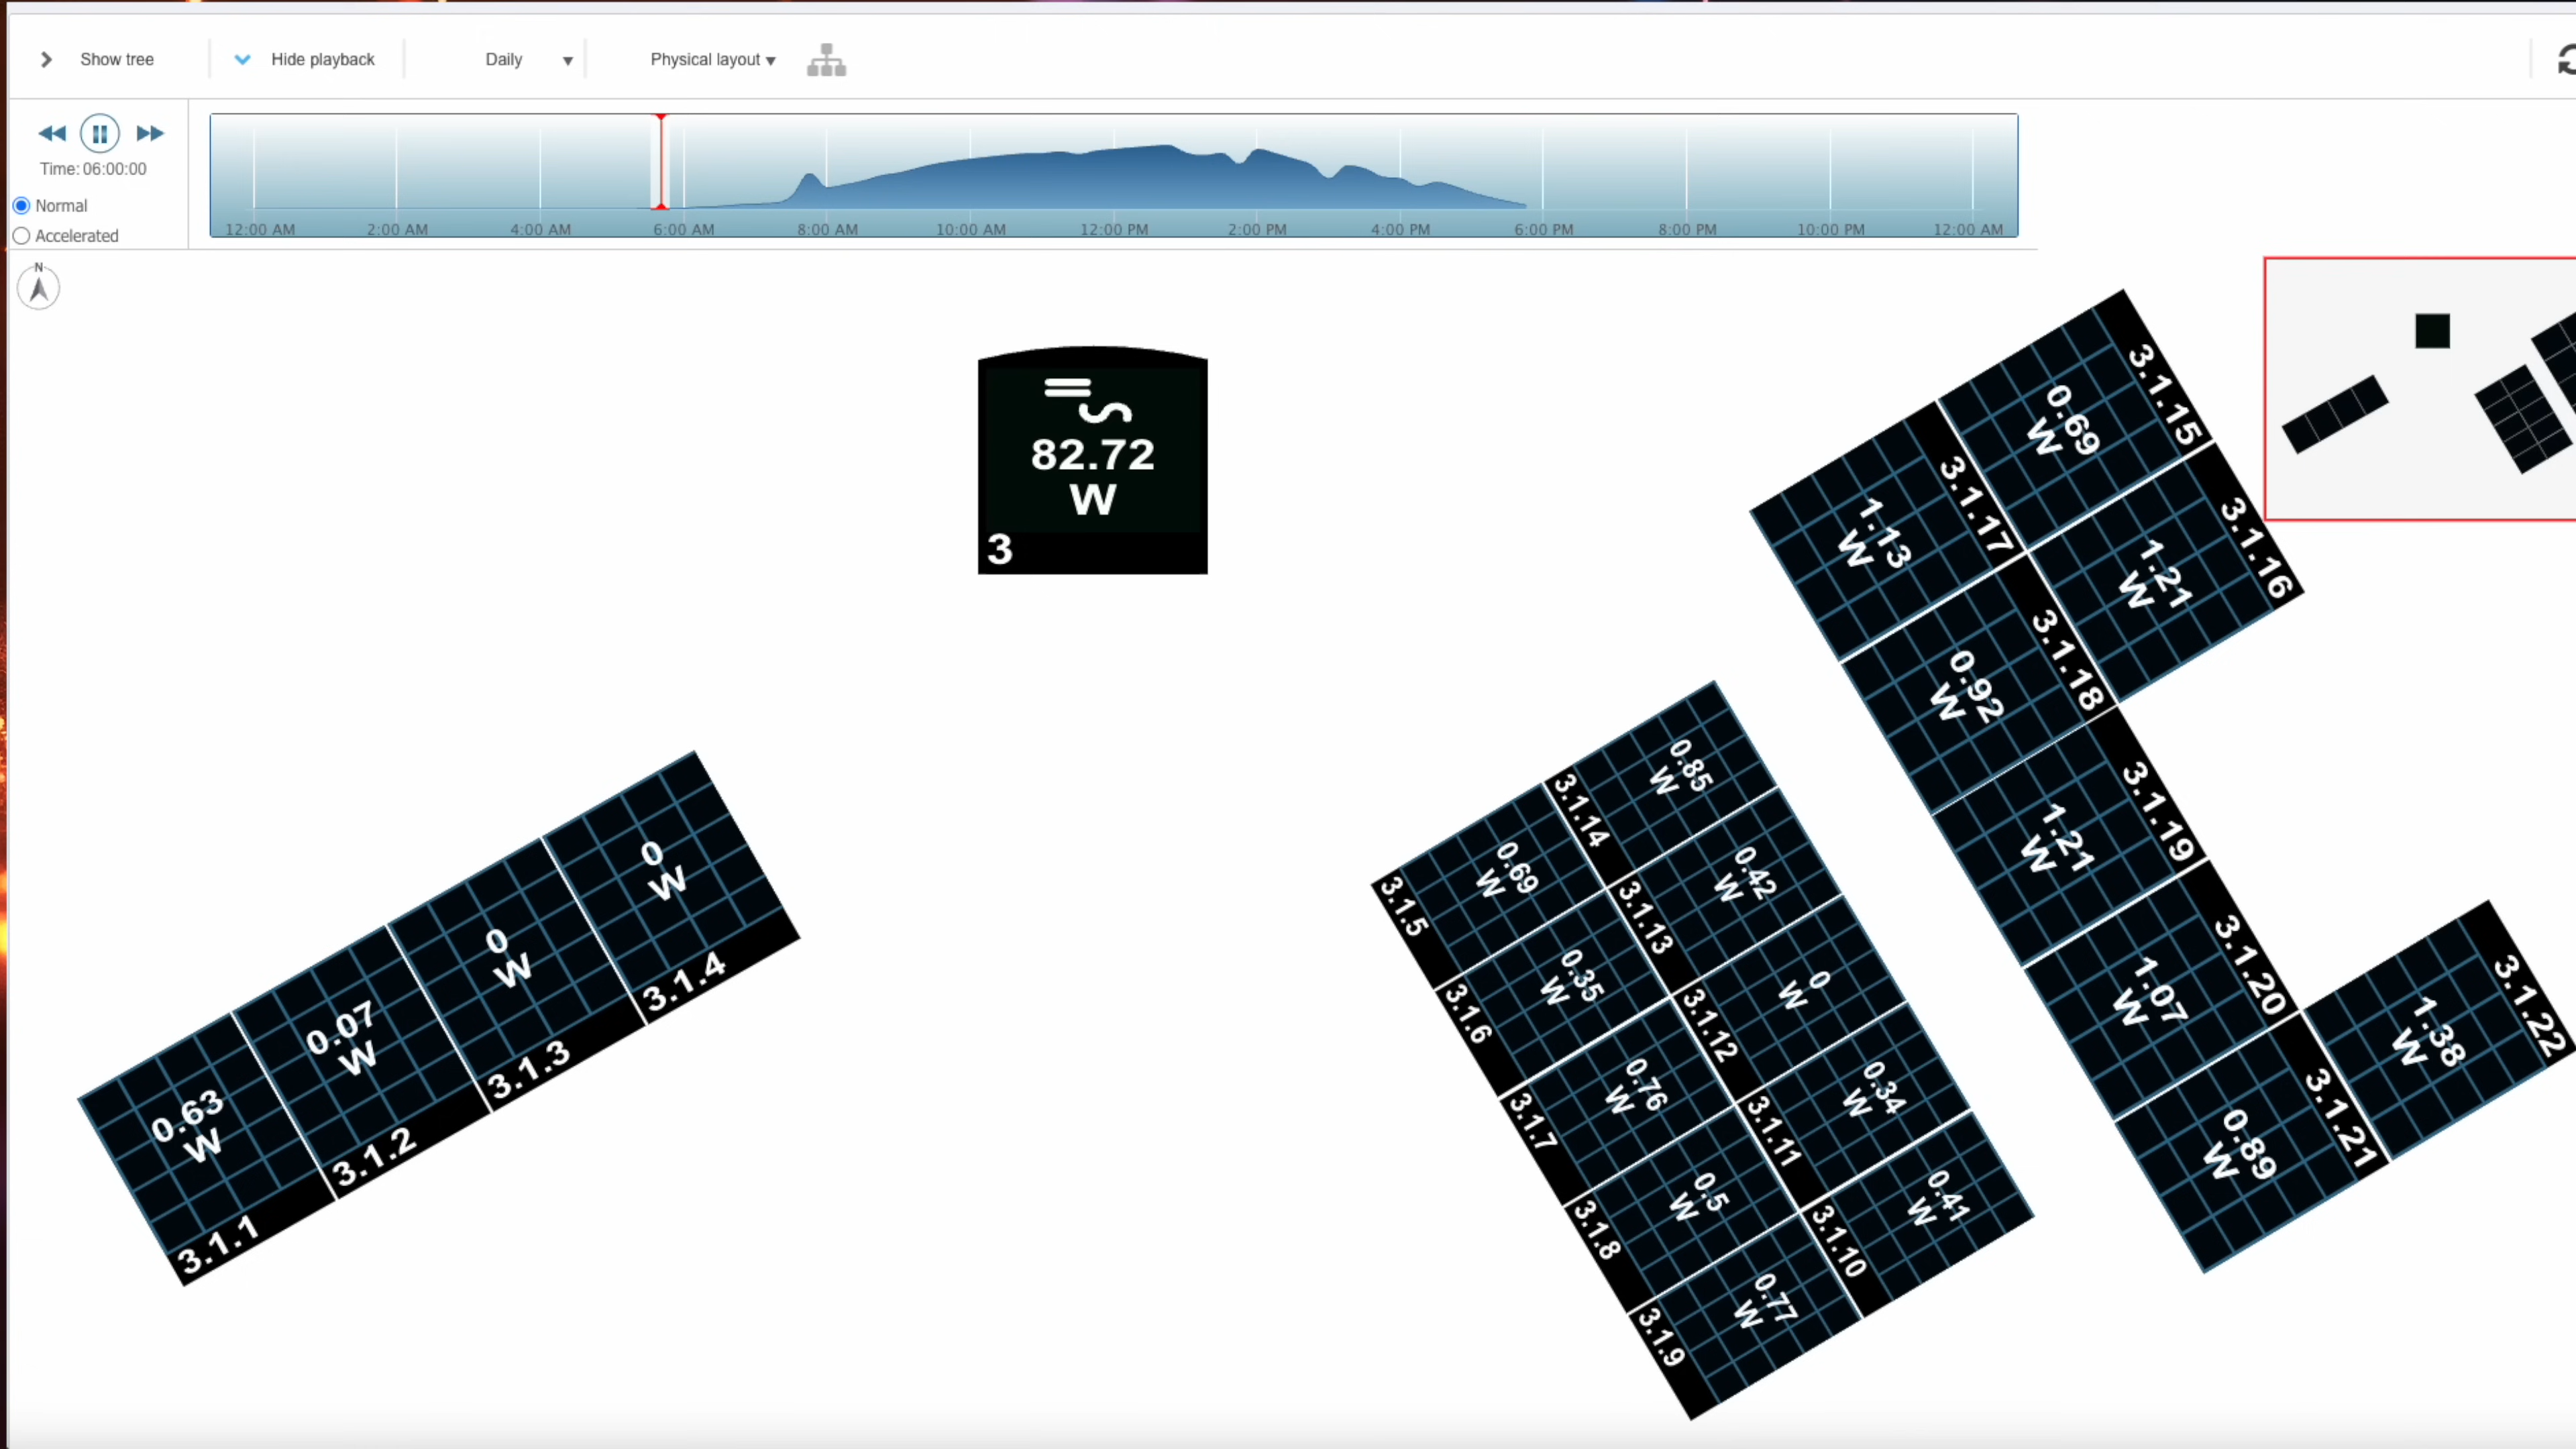 Show tree
Hide playback
Daily
Physical layout
Time: 06:00:00
Normal
Accelerated
12:00 AM
2:00 AM
4:00 AM
6:00 AM
8:00 AM
10:00 AM
12:00 PM
2:00 PM
4:00 PM
6:00 PM
8:00 PM
10:00 PM
12:00 AM
N
82.72
W
3
0.63
W
3.1.1
0.07
W
3.1.2
0
W
3.1.3
0
W
3.1.4
3.1.5
0.69
W
3.1.6
0.35
W
3.1.7
0.76
W
3.1.8
0.5
W
3.1.9
0.77
W
3.1.14
0.85
W
3.1.13
0.42
W
3.1.12
0
W
3.1.11
0.34
W
3.1.10
0.41
W
3.1.15
0.69
W
3.1.16
1.21
W
3.1.17
1.13
W
3.1.18
0.92
W
3.1.19
1.21
W
3.1.20
1.07
W
3.1.21
0.89
W
3.1.22
1.38
W